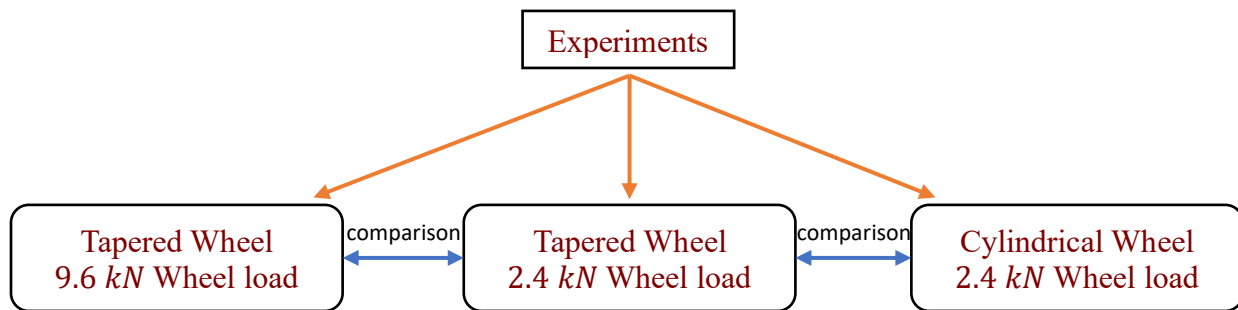 Experiments
Tapered Wheel
9.6 kN Wheel load
comparison
Tapered Wheel
2.4 kN Wheel load
comparison
Cylindrical Wheel
2.4 kN Wheel load